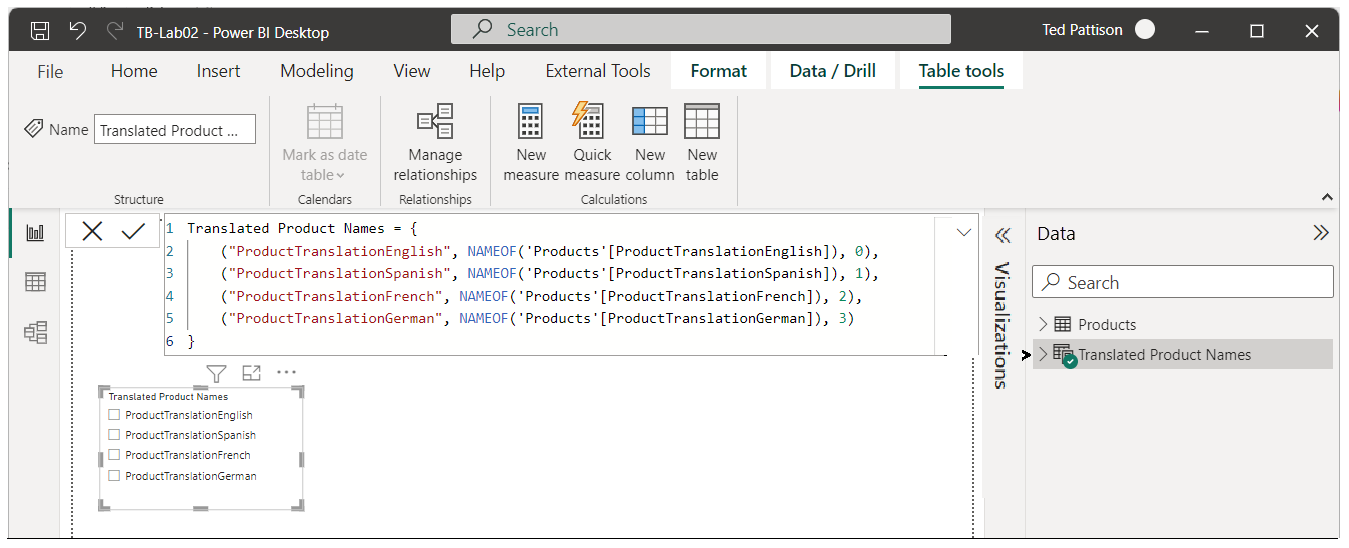 TB-Lab02 - Power BI Desktop
Search
Ted Pattison
File Home Insert Modeling View Help External Tools Format Data / Drill Table tools
Name Translated Product ...
Mark as date table
Manage relationships
New measure
Quick measure
New column
New table
Structure Calendars Relationships Calculations
1 Translated Product Names = {
2 ("ProductTranslationEnglish", NAMEOF('Products'[ProductTranslationEnglish]), 0),
3 ("ProductTranslationSpanish", NAMEOF('Products'[ProductTranslationSpanish]), 1),
4 ("ProductTranslationFrench", NAMEOF('Products'[ProductTranslationFrench]), 2),
5 ("ProductTranslationGerman", NAMEOF('Products'[ProductTranslationGerman]), 3)
6 }
Translated Product Names
ProductTranslationEnglish
ProductTranslationSpanish
ProductTranslationFrench
ProductTranslationGerman
Visualizations
Data
Search
Products
Translated Product Names